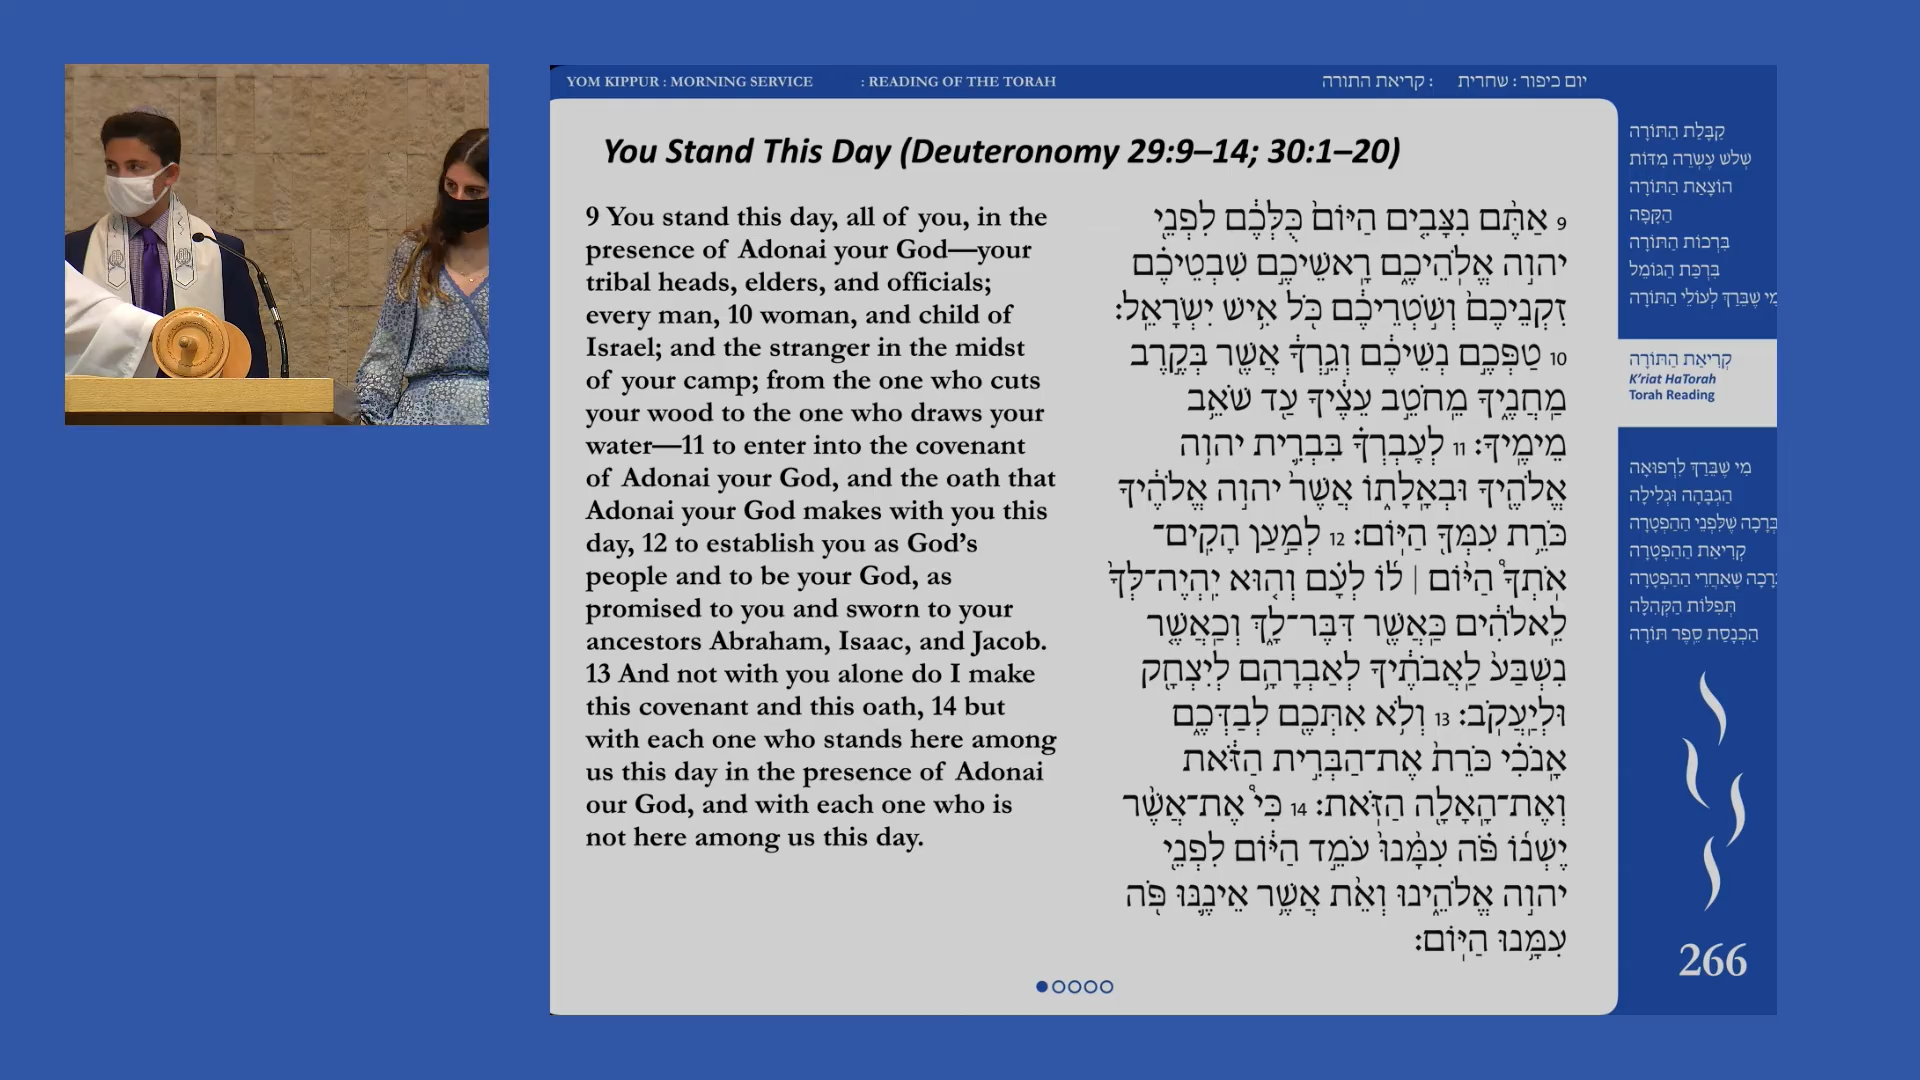 YOM KIPPUR : MORNING SERVICE : READING OF THE TORAH
יום כיפור : שחרית : קריאת התורה
You Stand This Day (Deuteronomy 29:9–14; 30:1–20)
9 You stand this day, all of you, in the
presence of Adonai your God—your
tribal heads, elders, and officials;
every man, 10 woman, and child of
Israel; and the stranger in the midst
of your camp; from the one who cuts
your wood to the one who draws your
water—11 to enter into the covenant
of Adonai your God, and the oath that
Adonai your God makes with you this
day, 12 to establish you as God’s
people and to be your God, as
promised to you and sworn to your
ancestors Abraham, Isaac, and Jacob.
13 And not with you alone do I make
this covenant and this oath, 14 but
with each one who stands here among
us this day in the presence of Adonai
our God, and with each one who is
not here among us this day.
9 אַתֶּ֨ם נִצָּבִ֤ים הַיּוֹם֙ כֻּלְּכֶ֔ם לִפְנֵ֖י
יהוָ֣ה אֱלֹהֵיכֶ֑ם רָאשֵׁיכֶ֣ם שִׁבְטֵיכֶ֗ם
זִקְנֵיכֶם֙ וְשֹׁ֣טְרֵיכֶ֔ם כֹּ֖ל אִ֥ישׁ יִשְׂרָאֵֽל׃
10 טַפְּכֶ֣ם נְשֵׁיכֶ֔ם וְגֵ֣רְךָ֔ אֲשֶׁ֖ר בְּקֶ֣רֶב
מַחֲנֶ֑יךָ מֵחֹטֵ֣ב עֵצֶ֔יךָ עַ֖ד שֹׁאֵ֥ב
מֵימֶֽיךָ׃ 11 לְעָבְרְךָ֗ בִּבְרִ֛ית יהוָ֥ה
אֱלֹהֶ֖יךָ וּבְאָלָת֑וֹ אֲשֶׁר֙ יהוָ֣ה אֱלֹהֶ֔יךָ
כֹּרֵ֥ת עִמְּךָ֖ הַיּֽוֹם׃ 12 לְמַ֣עַן הָקִֽים־
אֹתְךָ֩ הַיּ֨וֹם | ל֜וֹ לְעָ֗ם וְה֤וּא יִֽהְיֶה־לְּךָ֙
לֵֽאלֹהִ֔ים כַּאֲשֶׁ֖ר דִּבֶּר־לָ֑ךְ וְכַאֲשֶׁ֤ר
נִשְׁבַּע֙ לַאֲבֹתֶ֔יךָ לְאַבְרָהָ֥ם לְיִצְחָ֖ק
וּֽלְיַעֲקֹֽב׃ 13 וְלֹ֥א אִתְּכֶ֖ם לְבַדְּכֶ֑ם
אָנֹכִ֗י כֹּרֵת֙ אֶת־הַבְּרִ֣ית הַזֹּ֔את
וְאֶת־הָאָלָ֖ה הַזֹּֽאת׃ 14 כִּי֩ אֶת־אֲשֶׁ֨ר
יֶשְׁנ֜וֹ פֹּ֗ה עִמָּ֙נוּ֙ עֹמֵ֣ד הַיּ֔וֹם לִפְנֵ֖י
יהוָ֣ה אֱלֹהֵ֑ינוּ וְאֵ֨ת אֲשֶׁ֥ר אֵינֶ֛נּוּ פֹּ֖ה
עִמָּ֥נוּ הַיּֽוֹם׃
קַבָּלַת הַתּוֹרָה
שְׁלֹשׁ עֶשְׂרֵה מִדּוֹת
הוֹצָאַת הַתּוֹרָה
הַקָּפָה
בִּרְכוֹת הַתּוֹרָה
בִּרְכַּת הַגּוֹמֵל
מִי שֶׁבֵּרַךְ לְעוֹלֵי הַתּוֹרָה
קְרִיאַת הַתּוֹרָה
K’riat HaTorah
Torah Reading
מִי שֶׁבֵּרַךְ לִרְפוּאָה
הַגְבָּהָה וּגְלִילָה
בְּרָכָה שֶׁלִּפְנֵי הַהַפְטָרָה
קְרִיאַת הַהַפְטָרָה
רָכָה שֶׁאַחֲרֵי הַהַפְטָרָה
תְּפִלּוֹת הַקְּהִלָּה
הַכְנָסַת סֵפֶר תּוֹרָה
266